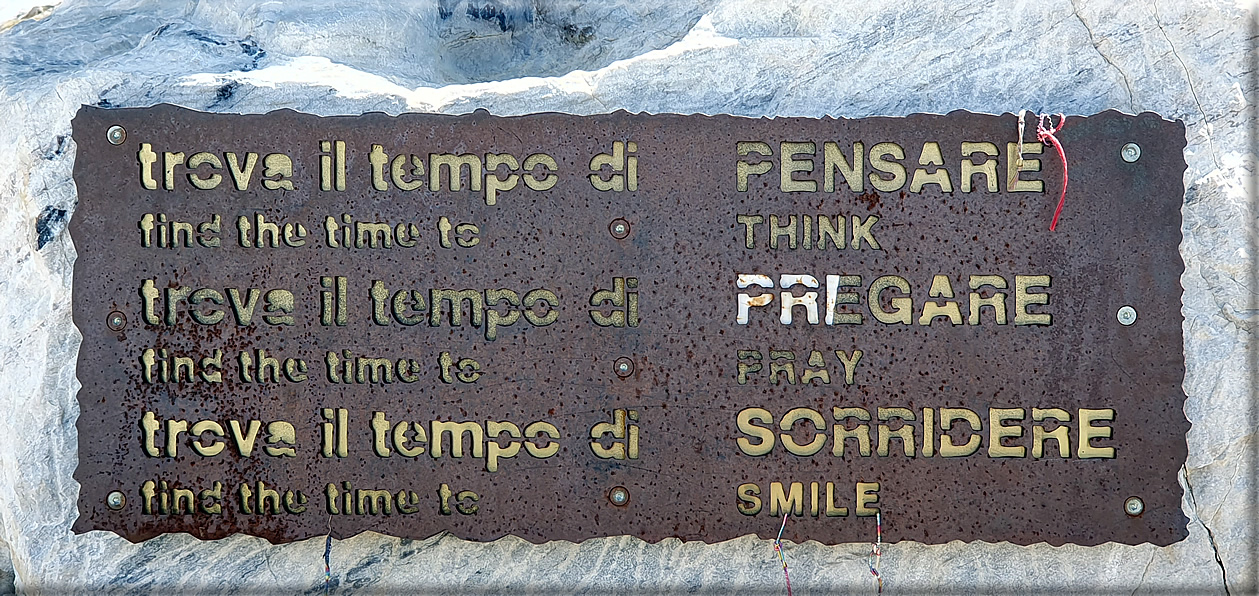 trova il tempo di PENSARE
find the time to THINK
trova il tempo di PREGARE
find the time to PRAY
trova il tempo di SORRIDERE
find the time to SMILE